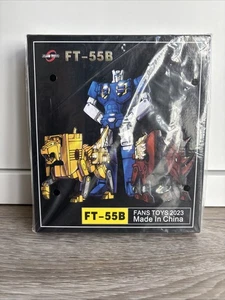 FT-55B
FT-55B
FANS TOYS 2023
Made In China